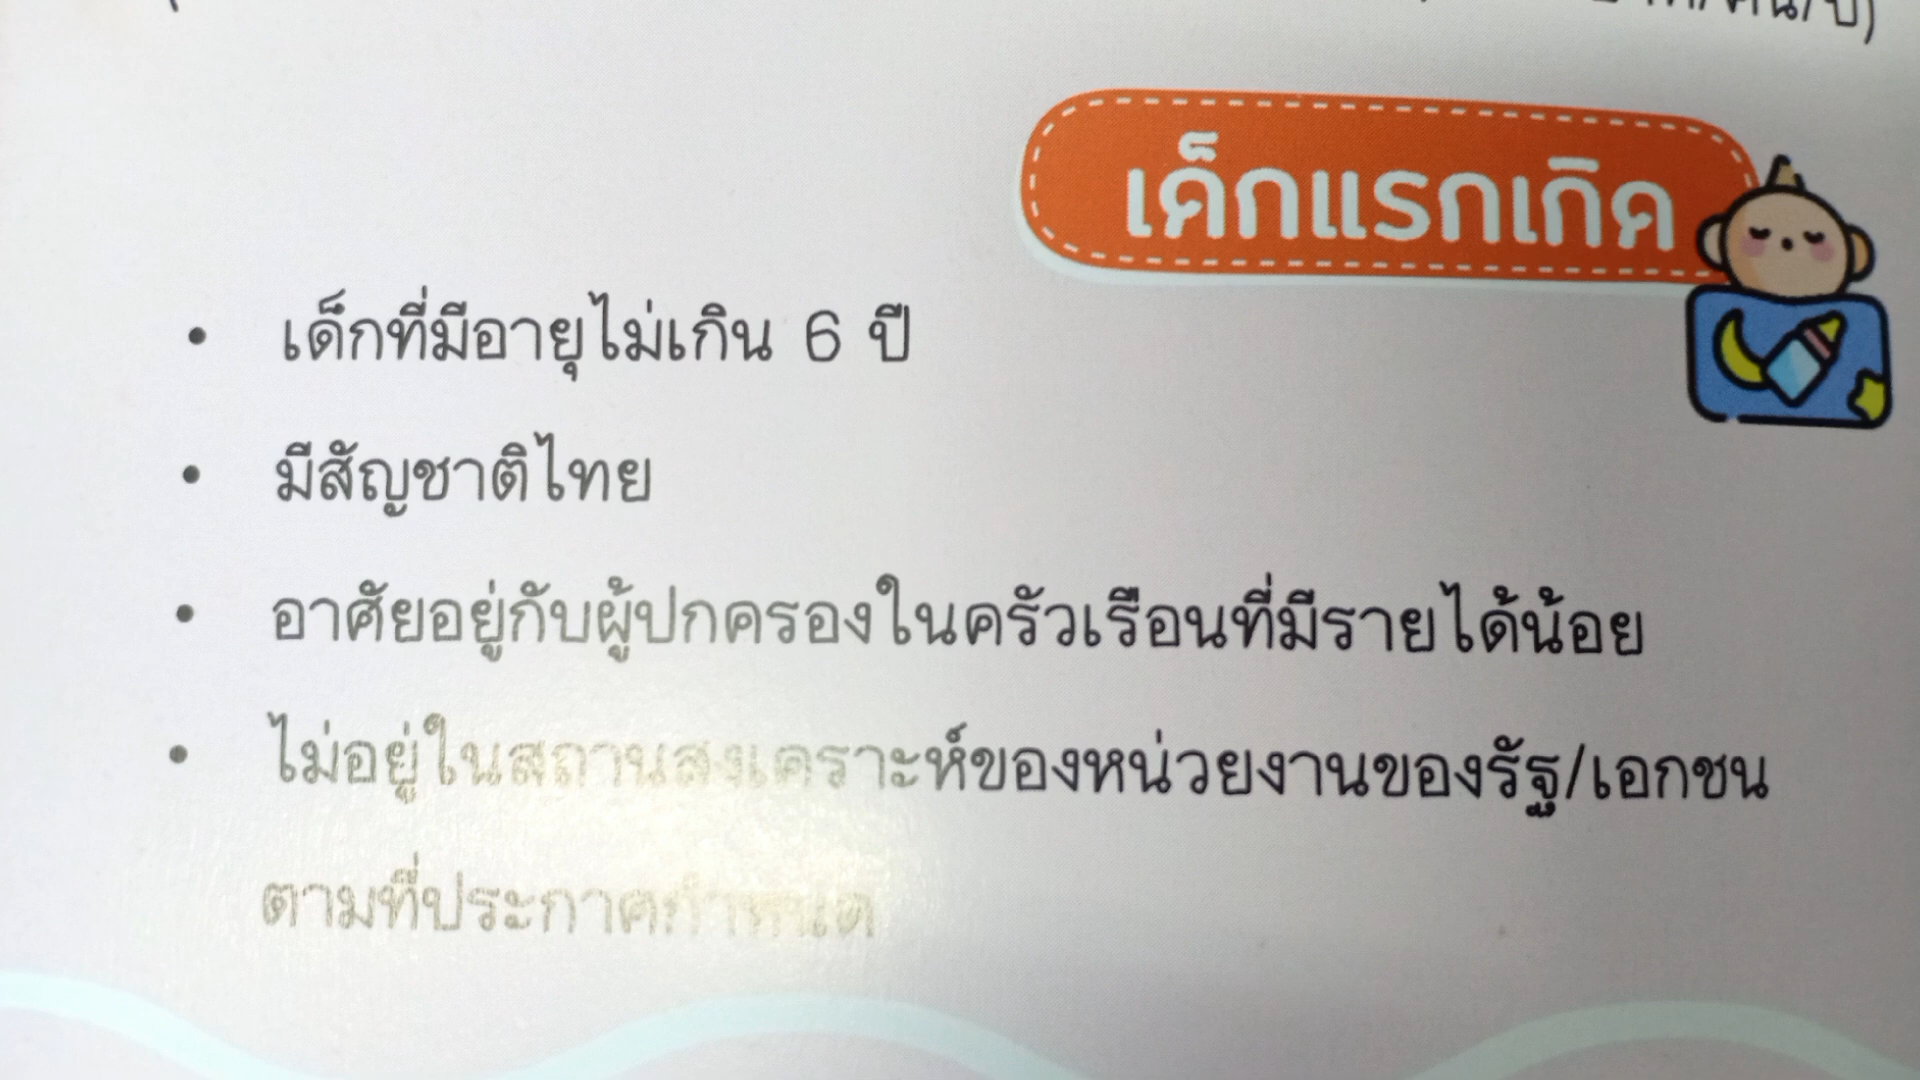 เด็กแรกเกิด
• เด็กที่มีอายุไม่เกิน 6 ปี
• มีสัญชาติไทย
• อาศัยอยู่กับผู้ปกครองในครัวเรือนที่มีรายได้น้อย
• ไม่อยู่ในสถานสงเคราะห์ของหน่วยงานของรัฐ/เอกชน
ตามที่ประกาศกำหนด